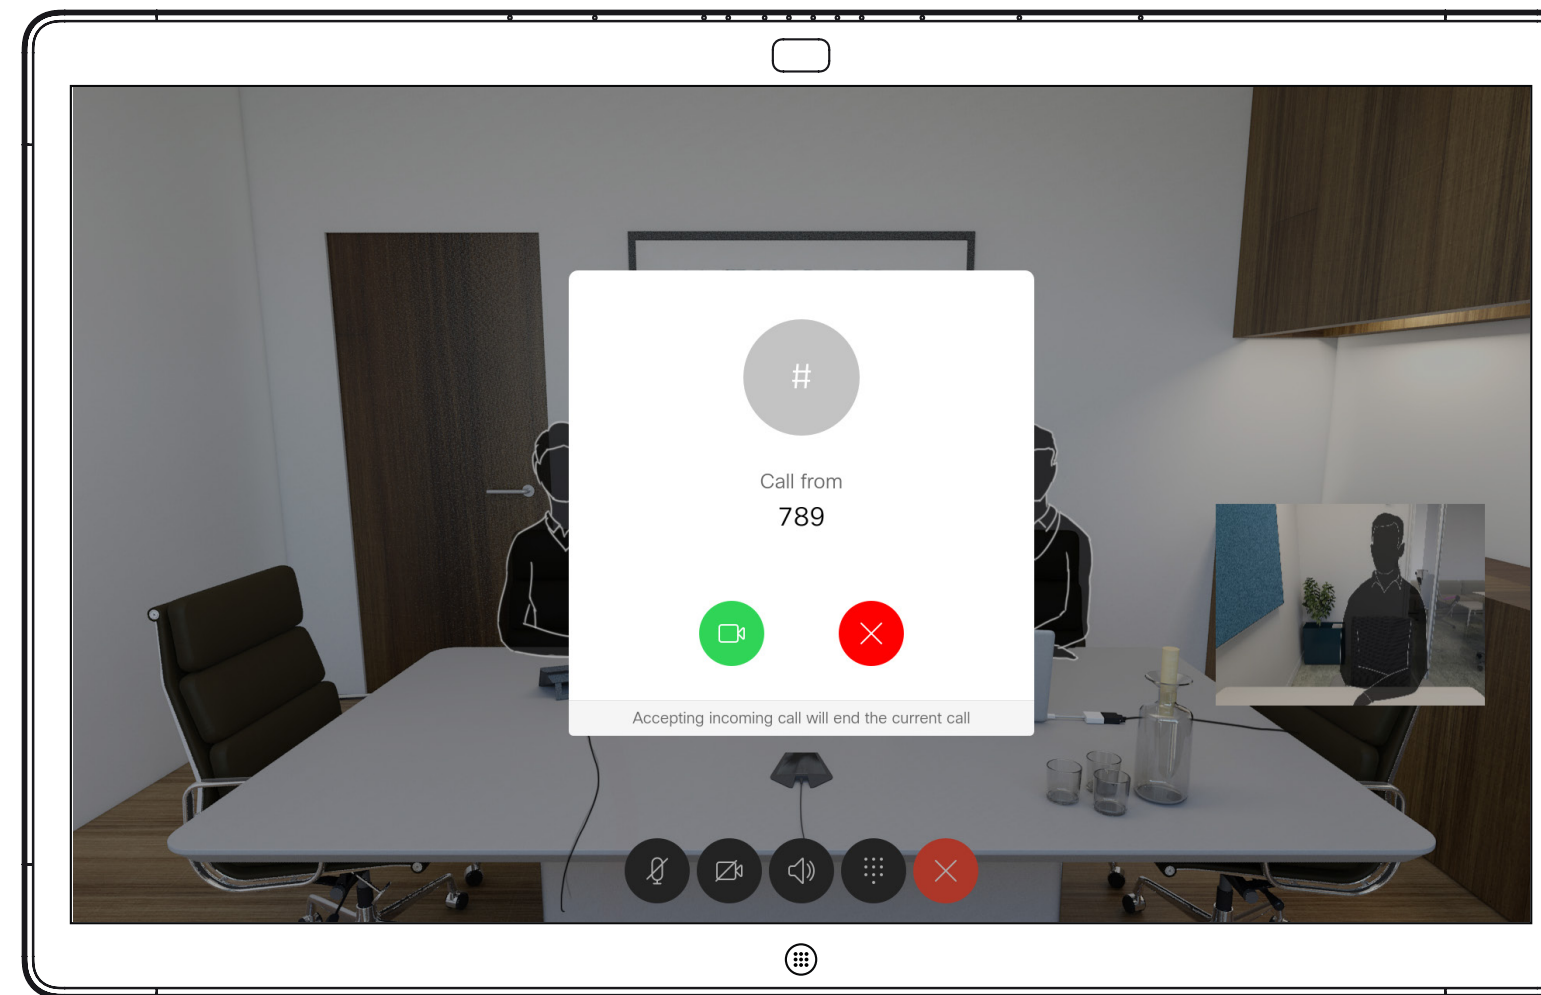 #
Call from
789
Accepting incoming call will end the current call